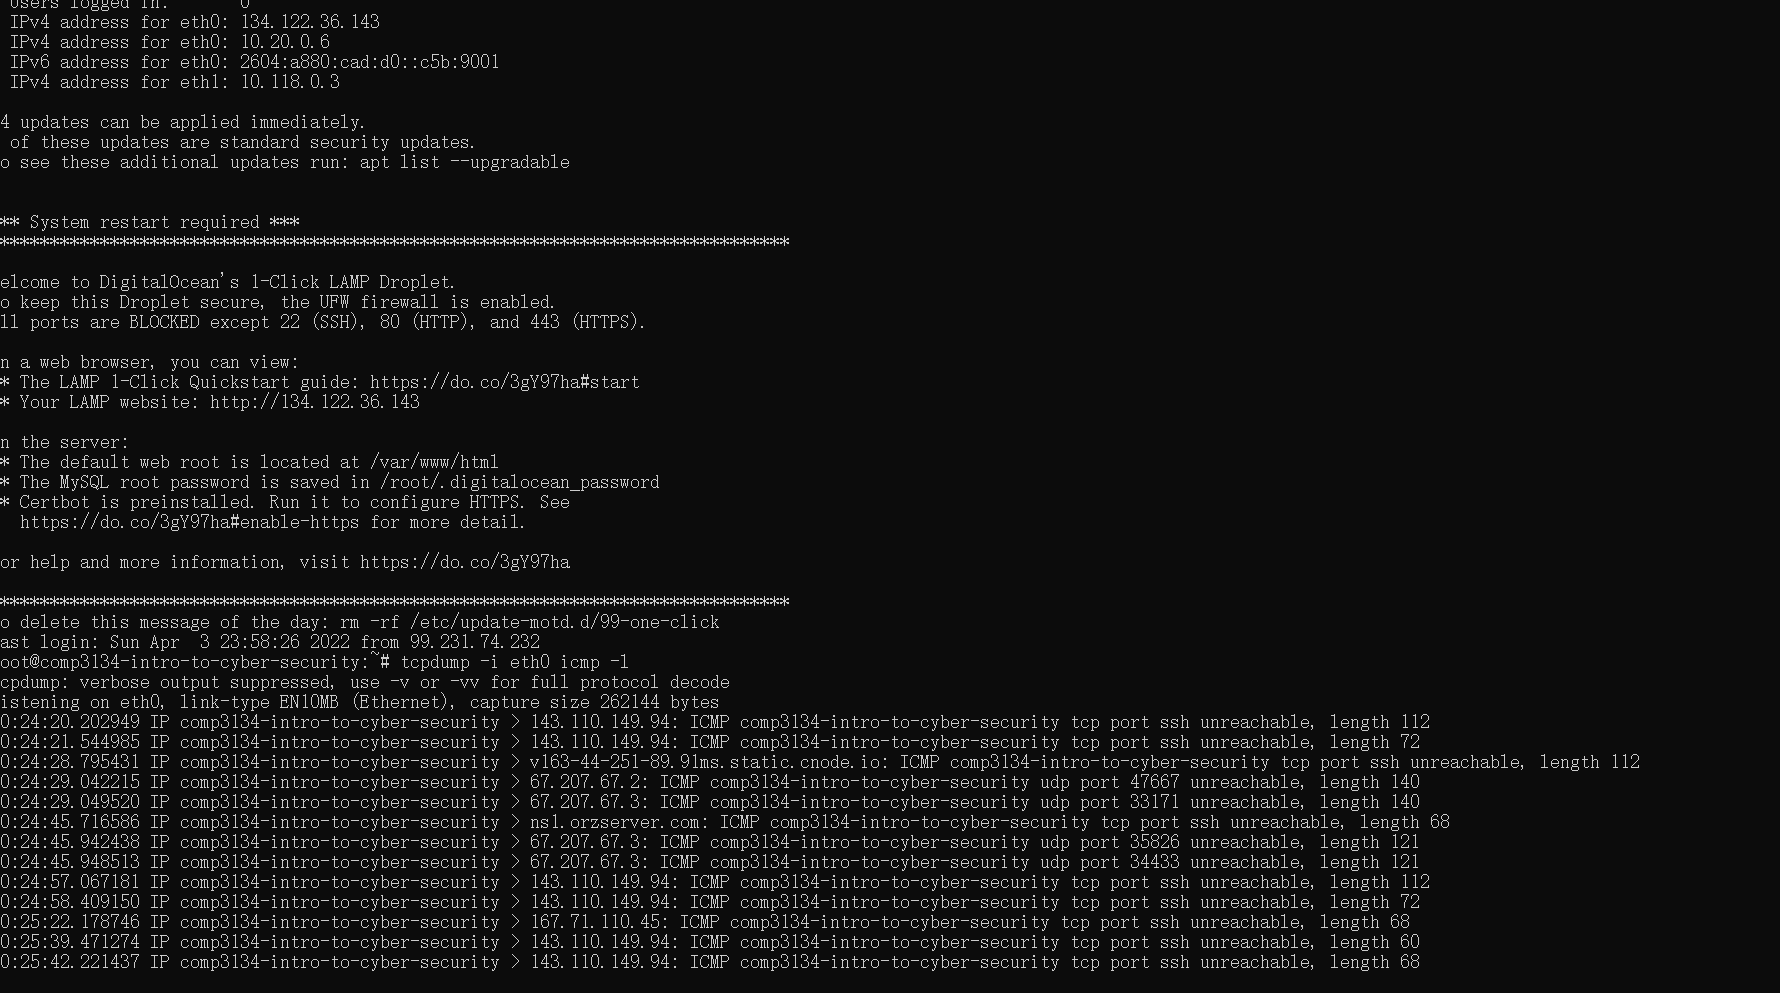 Users logged in: 0
IPv4 address for eth0: 134.122.36.143
IPv4 address for eth0: 10.20.0.6
IPv6 address for eth0: 2604:a880:cad:d0::c5b:9001
IPv4 address for eth1: 10.118.0.3
4 updates can be applied immediately.
of these updates are standard security updates.
o see these additional updates run: apt list --upgradable
** System restart required ***
*******************************************************************************
elcome to DigitalOcean's 1-Click LAMP Droplet.
o keep this Droplet secure, the UFW firewall is enabled.
ll ports are BLOCKED except 22 (SSH), 80 (HTTP), and 443 (HTTPS).
n a web browser, you can view:
* The LAMP 1-Click Quickstart guide: https://do.co/3gY97ha#start
* Your LAMP website: http://134.122.36.143
n the server:
* The default web root is located at /var/www/html
* The MySQL root password is saved in /root/.digitalocean_password
* Certbot is preinstalled. Run it to configure HTTPS. See
https://do.co/3gY97ha#enable-https for more detail.
or help and more information, visit https://do.co/3gY97ha
*******************************************************************************
o delete this message of the day: rm -rf /etc/update-motd.d/99-one-click
ast login: Sun Apr  3 23:58:26 2022 from 99.231.74.232
oot@comp3134-intro-to-cyber-security:~# tcpdump -i eth0 icmp -l
cpdump: verbose output suppressed, use -v or -vv for full protocol decode
istening on eth0, link-type EN10MB (Ethernet), capture size 262144 bytes
0:24:20.202949 IP comp3134-intro-to-cyber-security > 143.110.149.94: ICMP comp3134-intro-to-cyber-security tcp port ssh unreachable, length 112
0:24:21.544985 IP comp3134-intro-to-cyber-security > 143.110.149.94: ICMP comp3134-intro-to-cyber-security tcp port ssh unreachable, length 72
0:24:28.795431 IP comp3134-intro-to-cyber-security > v163-44-251-89.91ms.static.cnode.io: ICMP comp3134-intro-to-cyber-security tcp port ssh unreachable, length 112
0:24:29.042215 IP comp3134-intro-to-cyber-security > 67.207.67.2: ICMP comp3134-intro-to-cyber-security udp port 47667 unreachable, length 140
0:24:29.049520 IP comp3134-intro-to-cyber-security > 67.207.67.3: ICMP comp3134-intro-to-cyber-security udp port 33171 unreachable, length 140
0:24:45.716586 IP comp3134-intro-to-cyber-security > ns1.orzserver.com: ICMP comp3134-intro-to-cyber-security tcp port ssh unreachable, length 68
0:24:45.942438 IP comp3134-intro-to-cyber-security > 67.207.67.3: ICMP comp3134-intro-to-cyber-security udp port 35826 unreachable, length 121
0:24:45.948513 IP comp3134-intro-to-cyber-security > 67.207.67.3: ICMP comp3134-intro-to-cyber-security udp port 34433 unreachable, length 121
0:24:57.067181 IP comp3134-intro-to-cyber-security > 143.110.149.94: ICMP comp3134-intro-to-cyber-security tcp port ssh unreachable, length 112
0:24:58.409150 IP comp3134-intro-to-cyber-security > 143.110.149.94: ICMP comp3134-intro-to-cyber-security tcp port ssh unreachable, length 72
0:25:22.178746 IP comp3134-intro-to-cyber-security > 167.71.110.45: ICMP comp3134-intro-to-cyber-security tcp port ssh unreachable, length 68
0:25:39.471274 IP comp3134-intro-to-cyber-security > 143.110.149.94: ICMP comp3134-intro-to-cyber-security tcp port ssh unreachable, length 60
0:25:42.221437 IP comp3134-intro-to-cyber-security > 143.110.149.94: ICMP comp3134-intro-to-cyber-security tcp port ssh unreachable, length 68